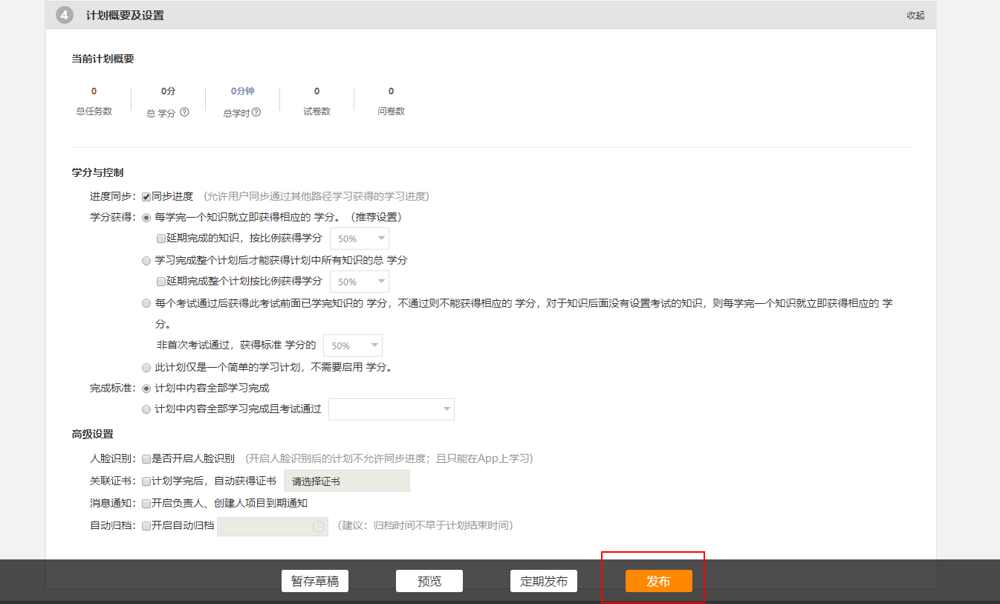 4 计划概要及设置 收起
当前计划概要
0 0分 0分钟 0 0
总任务数 总 学分 ? 总学时 ? 试卷数 问卷数
学分与控制
进度同步： 同步进度 （允许用户同步通过其他路径学习获得的学习进度）
学分获得： 每学完一个知识就立即获得相应的 学分。（推荐设置）
延期完成的知识，按比例获得学分 50%
学习完成整个计划后才能获得计划中所有知识的总 学分
延期完成整个计划按比例获得学分 50%
每个考试通过后获得此考试前面已学完知识的 学分，不通过则不能获得相应的 学分，对于知识后面没有设置考试的知识，则每学完一个知识就立即获得相应的 学
分。
非首次考试通过，获得标准 学分的 50%
此计划仅是一个简单的学习计划，不需要启用 学分。
完成标准： 计划中内容全部学习完成
计划中内容全部学习完成且考试通过
高级设置
人脸识别： 是否开启人脸识别 （开启人脸识别后的计划不允许同步进度；且只能在App上学习）
关联证书： 计划学完后，自动获得证书 请选择证书
消息通知： 开启负责人、创建人项目到期通知
自动归档： 开启自动归档 （建议：归档时间不早于计划结束时间）
暂存草稿 预览 定期发布 发布